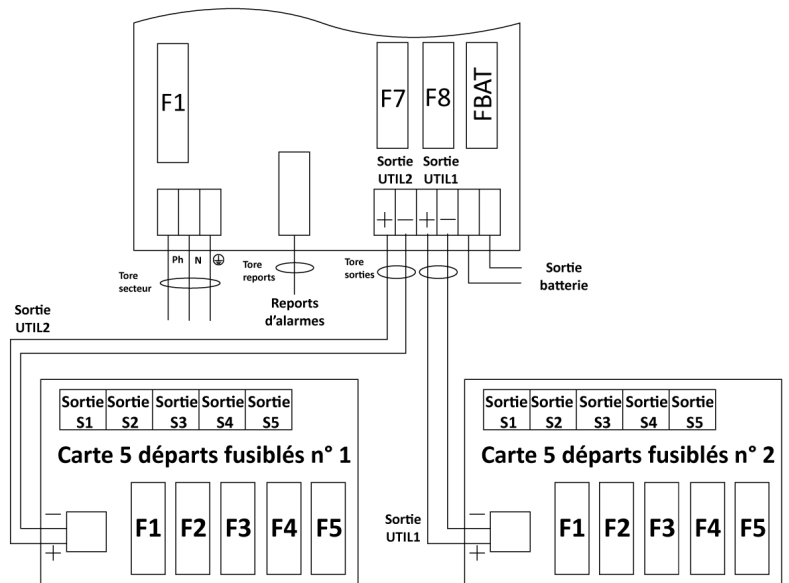 F1
F7
F8
FBAT
Sortie
UTIL2
Sortie
UTIL1
+
−
+
−
Ph
N
Tore
secteur
Tore
reports
Tore
sorties
Reports
d’alarmes
Sortie
batterie
Sortie
UTIL2
Sortie
S1
Sortie
S2
Sortie
S3
Sortie
S4
Sortie
S5
Carte 5 départs fusiblés n° 1
−
+
F1
F2
F3
F4
F5
Sortie
UTIL1
Sortie
S1
Sortie
S2
Sortie
S3
Sortie
S4
Sortie
S5
Carte 5 départs fusiblés n° 2
−
+
F1
F2
F3
F4
F5